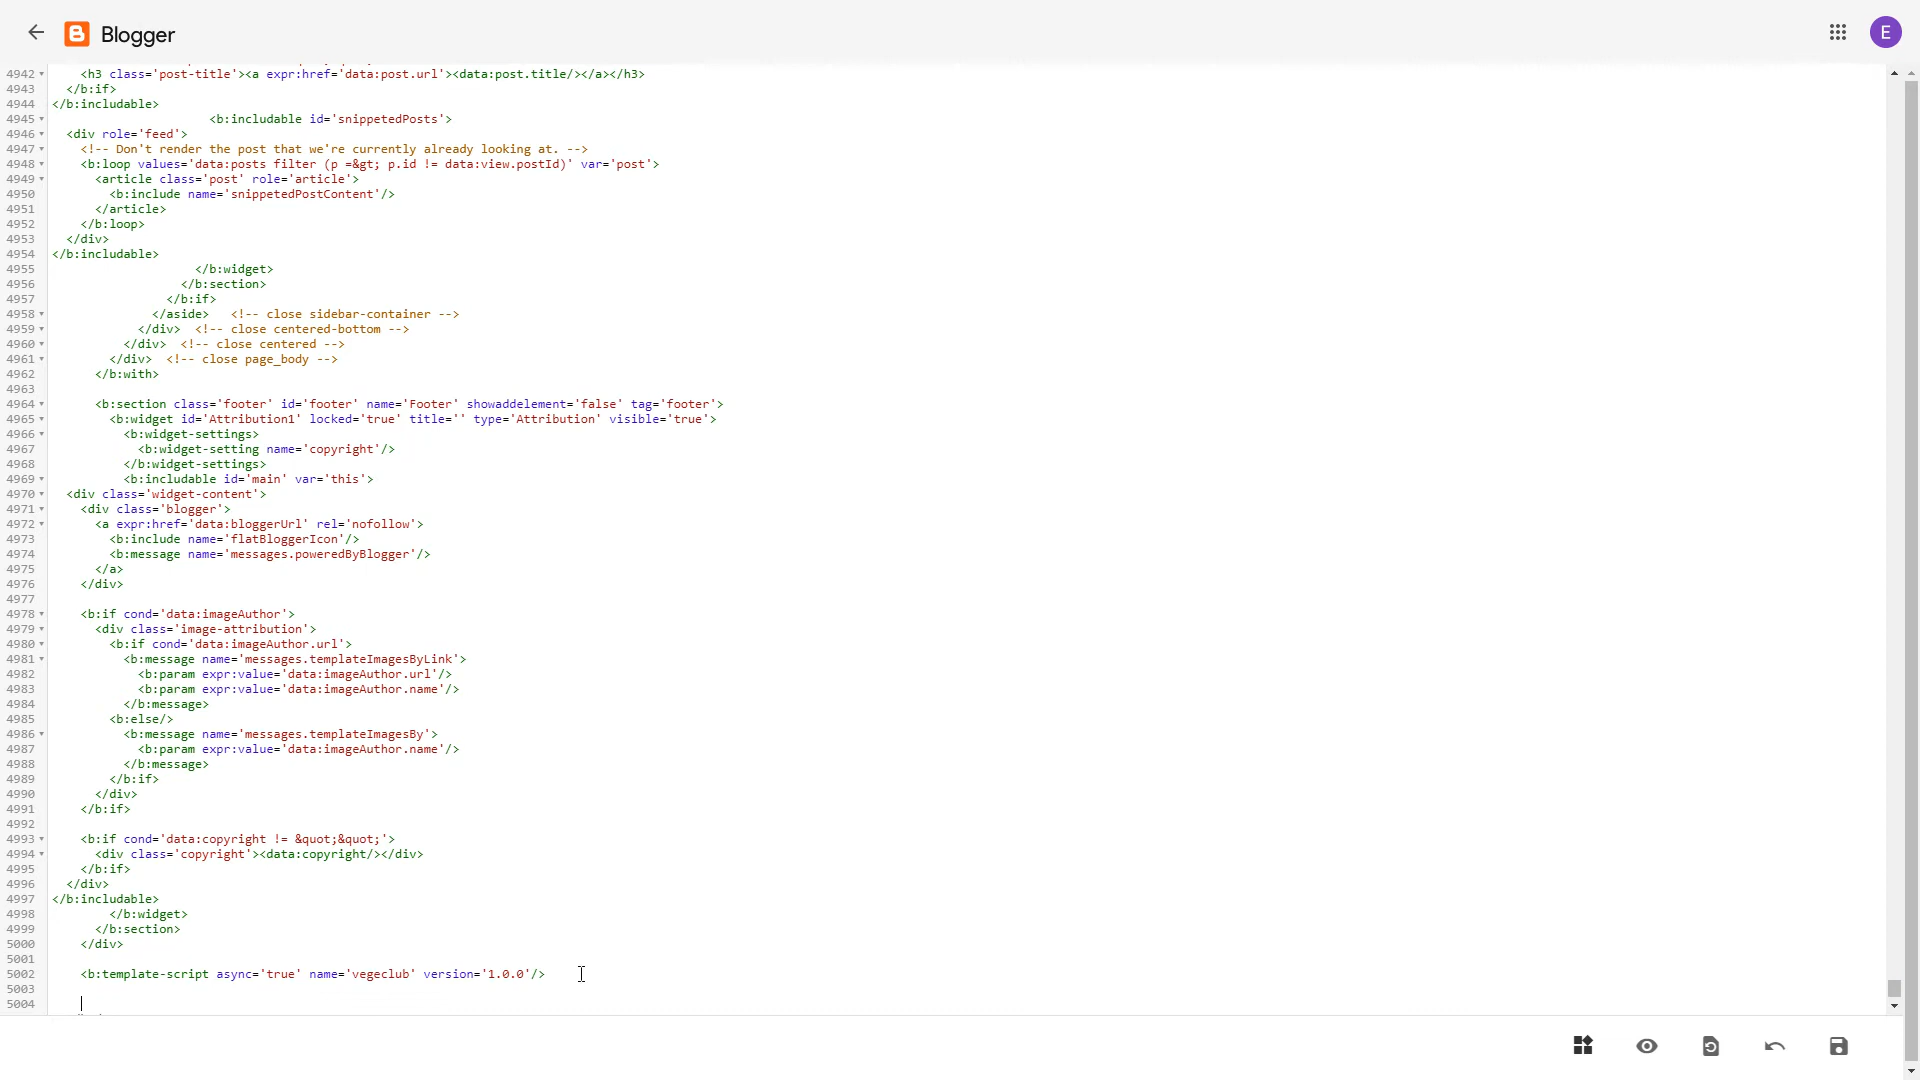 Blogger
E
4942 <h3 class='post-title'><a expr:href='data:post.url'><data:post.title/></a></h3>
4943 </b:if>
4944 </b:includable>
4945 <b:includable id='snippetedPosts'>
4946 <div role='feed'>
4947 <!-- Don't render the post that we're currently already looking at. -->
4948 <b:loop values='data:posts filter (p =&gt; p.id != data:view.postId)' var='post'>
4949 <article class='post' role='article'>
4950 <b:include name='snippetedPostContent'/>
4951 </article>
4952 </b:loop>
4953 </div>
4954 </b:includable>
4955 </b:widget>
4956 </b:section>
4957 </b:if>
4958 </aside> <!-- close sidebar-container -->
4959 </div> <!-- close centered-bottom -->
4960 </div> <!-- close centered -->
4961 </div> <!-- close page_body -->
4962 </b:with>
4963
4964 <b:section class='footer' id='footer' name='Footer' showaddelement='false' tag='footer'>
4965 <b:widget id='Attribution1' locked='true' title='' type='Attribution' visible='true'>
4966 <b:widget-settings>
4967 <b:widget-setting name='copyright'/>
4968 </b:widget-settings>
4969 <b:includable id='main' var='this'>
4970 <div class='widget-content'>
4971 <div class='blogger'>
4972 <a expr:href='data:bloggerUrl' rel='nofollow'>
4973 <b:include name='flatBloggerIcon'/>
4974 <b:message name='messages.poweredByBlogger'/>
4975 </a>
4976 </div>
4977
4978 <b:if cond='data:imageAuthor'>
4979 <div class='image-attribution'>
4980 <b:if cond='data:imageAuthor.url'>
4981 <b:message name='messages.templateImagesByLink'>
4982 <b:param expr:value='data:imageAuthor.url'/>
4983 <b:param expr:value='data:imageAuthor.name'/>
4984 </b:message>
4985 <b:else/>
4986 <b:message name='messages.templateImagesBy'>
4987 <b:param expr:value='data:imageAuthor.name'/>
4988 </b:message>
4989 </b:if>
4990 </div>
4991 </b:if>
4992
4993 <b:if cond='data:copyright != &quot;&quot;'>
4994 <div class='copyright'><data:copyright/></div>
4995 </b:if>
4996 </div>
4997 </b:includable>
4998 </b:widget>
4999 </b:section>
5000 </div>
5001
5002 <b:template-script async='true' name='vegeclub' version='1.0.0'/>
5003
5004